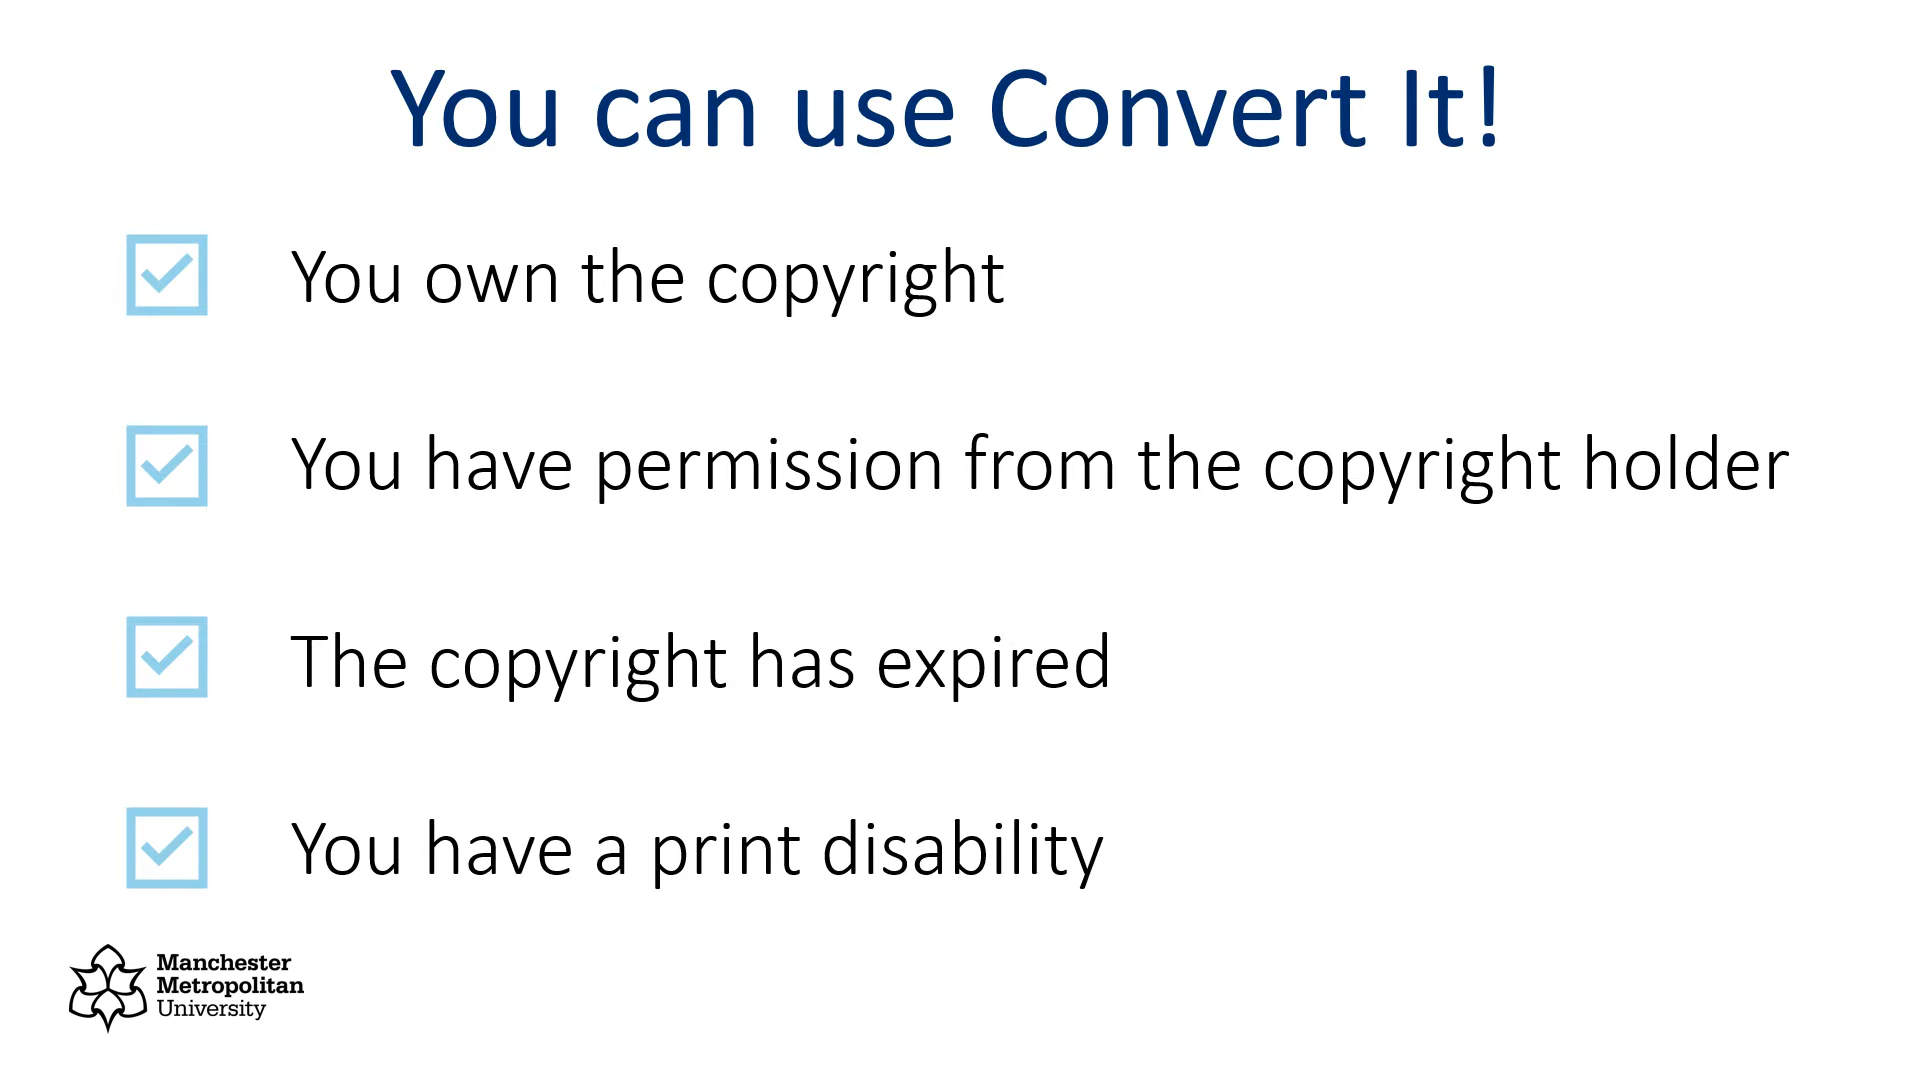 You can use Convert It!
You own the copyright
You have permission from the copyright holder
The copyright has expired
You have a print disability
Manchester
Metropolitan
University